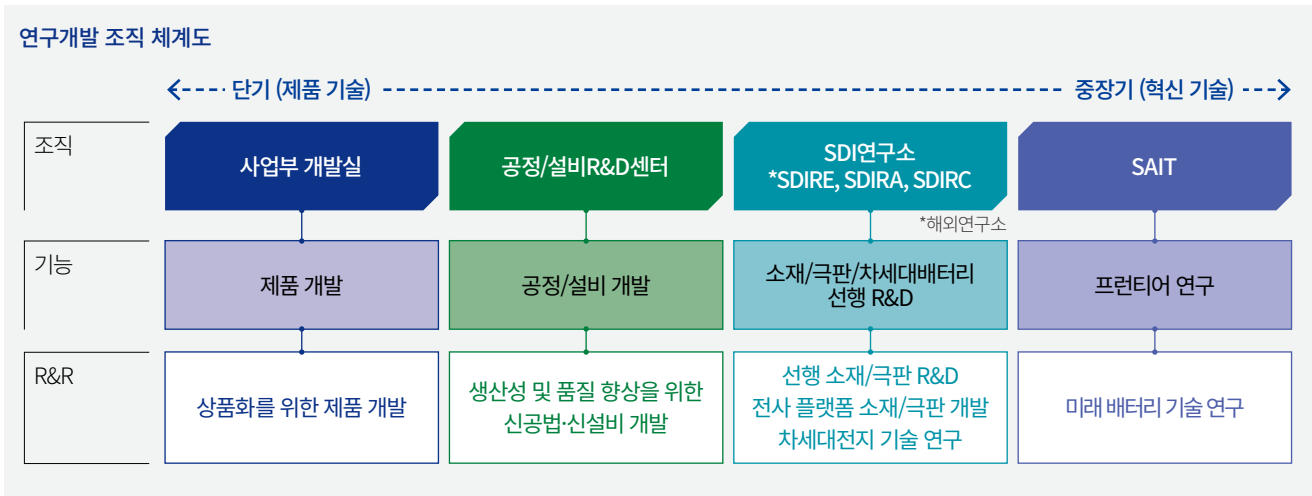 연구개발 조직 체계도
단기 (제품 기술)
중장기 (혁신 기술)
조직
사업부 개발실
공정/설비R&D센터
SDI연구소
*SDIRE, SDIRA, SDIRC
SAIT
*해외연구소
기능
제품 개발
공정/설비 개발
소재/극판/차세대배터리
선행 R&D
프런티어 연구
R&R
상품화를 위한 제품 개발
생산성 및 품질 향상을 위한
신공법·신설비 개발
선행 소재/극판 R&D
전사 플랫폼 소재/극판 개발
차세대전지 기술 연구
미래 배터리 기술 연구